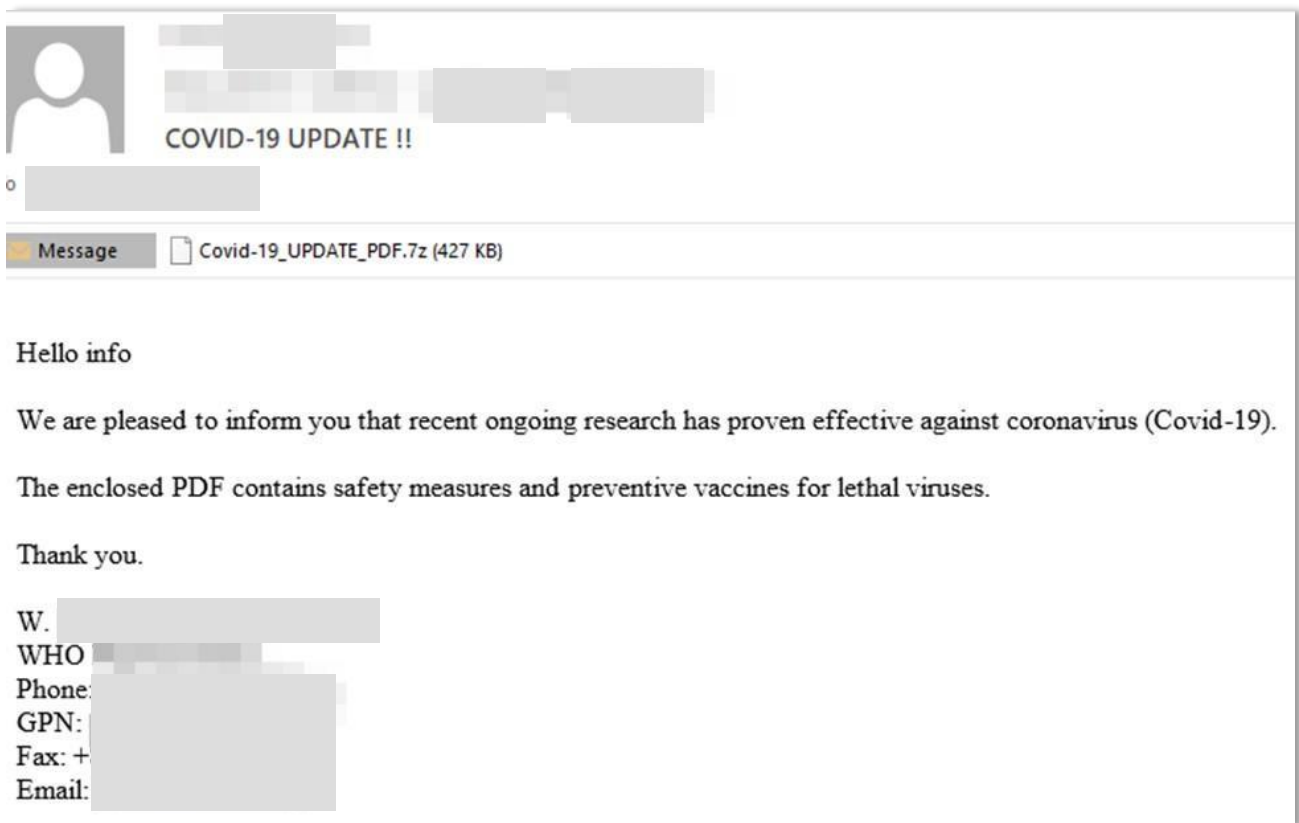 COVID-19 UPDATE !!
Message
Covid-19_UPDATE_PDF.7z (427 KB)
Hello info
We are pleased to inform you that recent ongoing research has proven effective against coronavirus (Covid-19).
The enclosed PDF contains safety measures and preventive vaccines for lethal viruses.
Thank you.
W.
WHO
Phone:
GPN:
Fax: +
Email: